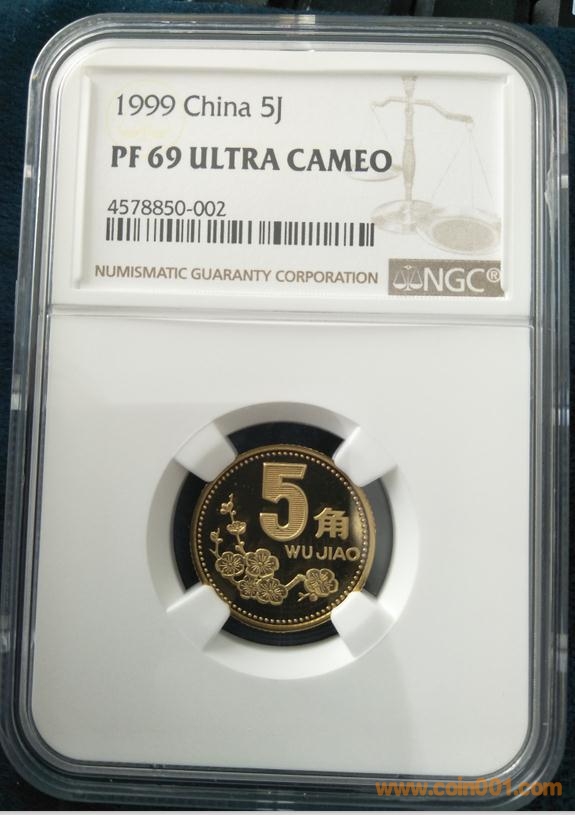 1999 China 5J
PF 69 ULTRA CAMEO
4578850-002
NUMISMATIC GUARANTY CORPORATION
NGC®
5角
WU JIAO
www.coin001.com